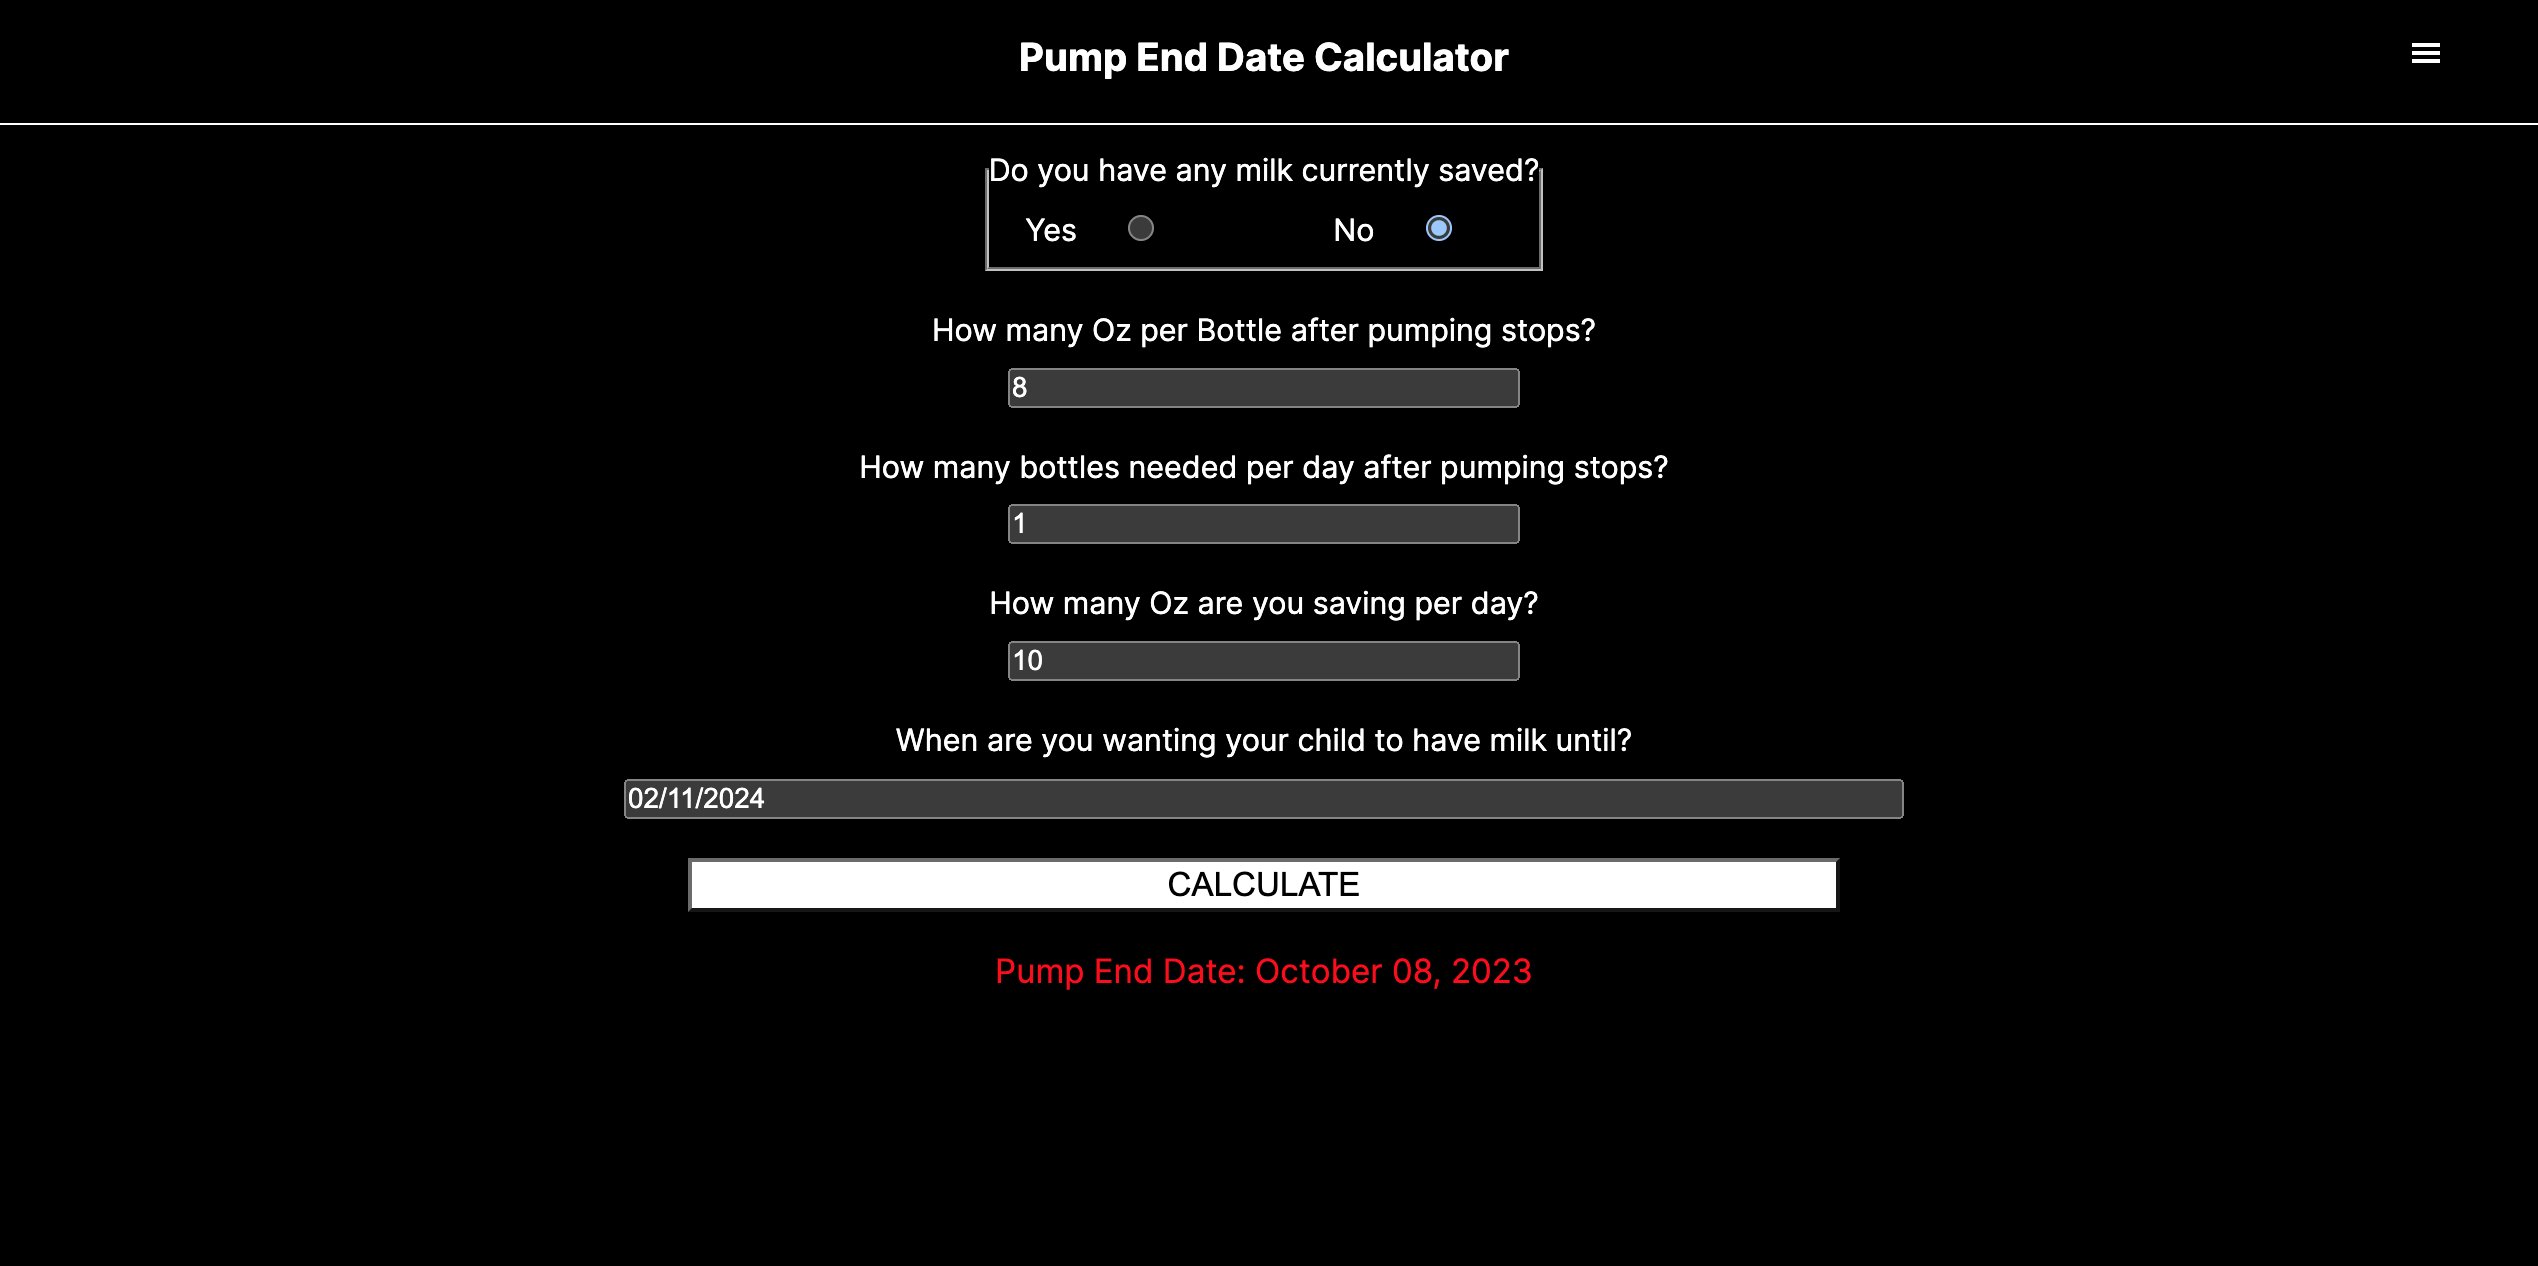 Pump End Date Calculator
Do you have any milk currently saved?
Yes No
How many Oz per Bottle after pumping stops?
8
How many bottles needed per day after pumping stops?
1
How many Oz are you saving per day?
10
When are you wanting your child to have milk until?
02/11/2024
CALCULATE
Pump End Date: October 08, 2023